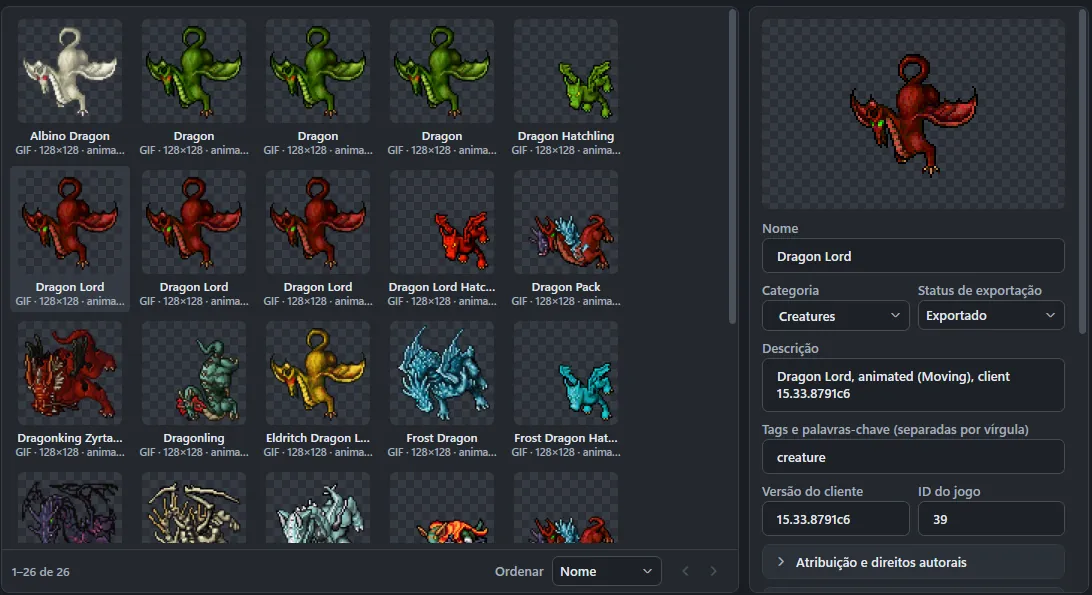 Albino Dragon
GIF · 128×128 · anima...
Dragon
GIF · 128×128 · anima...
Dragon
GIF · 128×128 · anima...
Dragon
GIF · 128×128 · anima...
Dragon Hatchling
GIF · 128×128 · anima...
Dragon Lord
GIF · 128×128 · anima...
Dragon Lord
GIF · 128×128 · anima...
Dragon Lord
GIF · 128×128 · anima...
Dragon Lord Hatc...
GIF · 128×128 · anima...
Dragon Pack
GIF · 128×128 · anima...
Dragonking Zyrta...
GIF · 128×128 · anima...
Dragonling
GIF · 128×128 · anima...
Eldritch Dragon L...
GIF · 128×128 · anima...
Frost Dragon
GIF · 128×128 · anima...
Frost Dragon Hat...
GIF · 128×128 · anima...
1–26 de 26
Ordenar
Nome
Nome
Dragon Lord
Categoria
Status de exportação
Creatures
Exportado
Descrição
Dragon Lord, animated (Moving), client
15.33.8791c6
Tags e palavras-chave (separadas por vírgula)
creature
Versão do cliente
ID do jogo
15.33.8791c6
39
Atribuição e direitos autorais